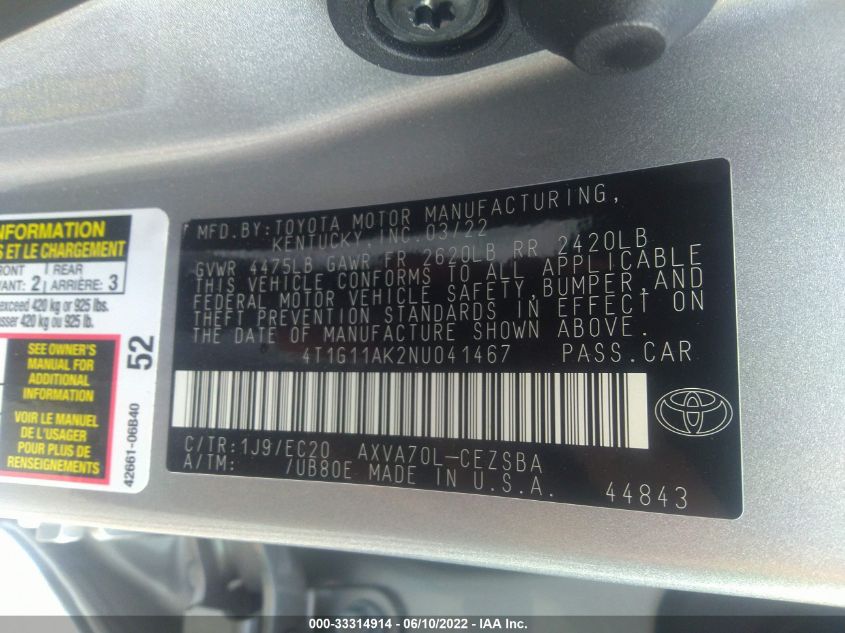 INFORMATION
S ET LE CHARGEMENT
FRONT
VANT: 2
REAR
ARRIÈRE: 3
exceed 420 kg or 925 lbs.
sser 420 kg ou 925 lb.
SEE OWNER'S
MANUAL FOR
ADDITIONAL
INFORMATION
VOIR LE MANUEL
DE L'USAGER
POUR PLUS DE
RENSEIGNEMENTS
52
42661-06B40
MFD.BY:TOYOTA MOTOR MANUFACTURING,
KENTUCKY,INC.03/22
GVWR 4475LB GAWR FR 2620LB RR 2420LB
THIS VEHICLE CONFORMS TO ALL APPLICABLE
FEDERAL MOTOR VEHICLE SAFETY,BUMPER,AND
THEFT PREVENTION STANDARDS IN EFFECT ON
THE DATE OF MANUFACTURE SHOWN ABOVE.
4T1G11AK2NU041467 PASS.CAR
C/TR:1J9/EC20 AXVA70L-CEZSBA
A/TM: /UB80E MADE IN U.S.A.
44843
000-33314914 - 06/10/2022 - IAA Inc.